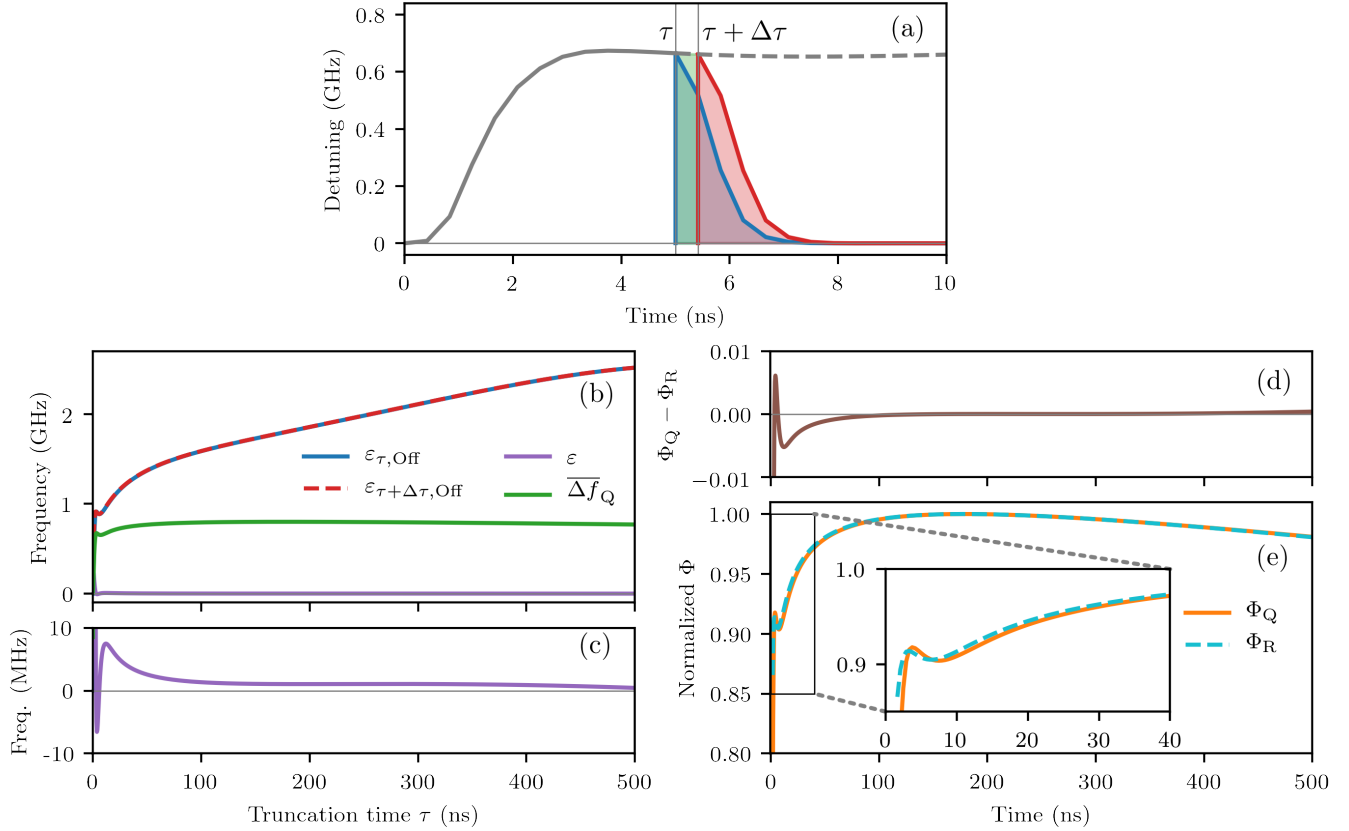 (a)
τ
τ + Δτ
Detuning (GHz)
0.8
0.6
0.4
0.2
0
0 2 4 6 8 10
Time (ns)
(b)
Frequency (GHz)
2
1
0
ε_τ,Off
ε_τ+Δτ,Off
ε
Δf̅_Q
(c)
Freq. (MHz)
10
0
-10
0 100 200 300 400 500
Truncation time τ (ns)
(d)
Φ_Q − Φ_R
0.01
0.00
−0.01
(e)
Normalized Φ
1.00
0.95
0.90
0.85
0.80
1.0
0.9
0 10 20 30 40
Φ_Q
Φ_R
0 100 200 300 400 500
Time (ns)